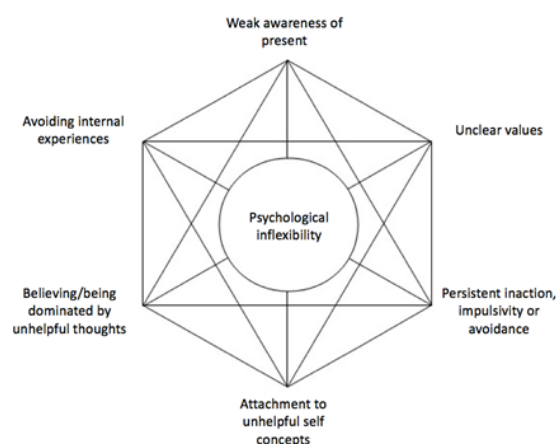 Weak awareness of
present
Avoiding internal
experiences
Unclear values
Psychological
inflexibility
Believing/being
dominated by
unhelpful thoughts
Persistent inaction,
impulsivity or
avoidance
Attachment to
unhelpful self
concepts